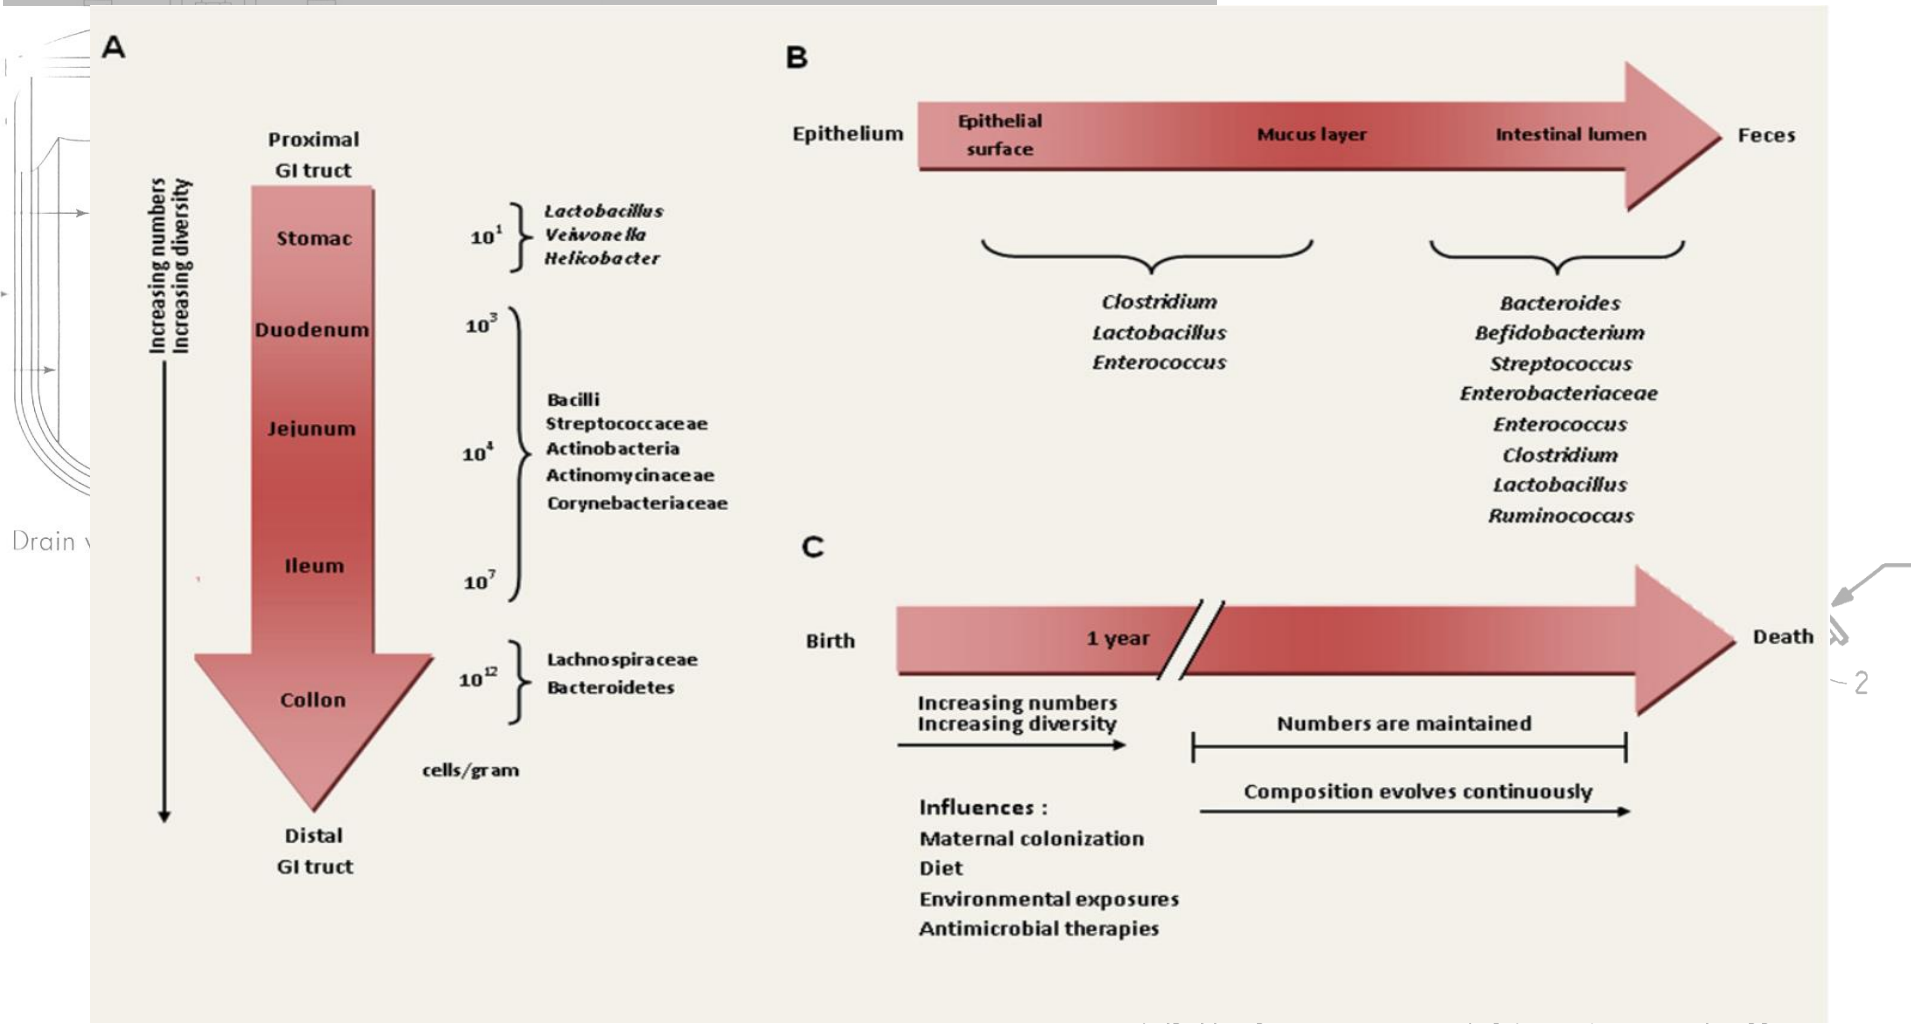 A
Proximal
GI truct
Increasing numbers
Increasing diversity
Stomac
Duodenum
Jejunum
Ileum
Collon
Distal
GI truct
10¹
Lactobacillus
Veiwonella
Helicobacter
10³
10⁴
10⁷
Bacilli
Streptococcaceae
Actinobacteria
Actinomycinaceae
Corynebacteriaceae
10¹²
Lachnospiraceae
Bacteroidetes
cells/gram
B
Epithelium
Epithelial
surface
Mucus layer
Intestinal lumen
Feces
Clostridium
Lactobacillus
Enterococcus
Bacteroides
Befidobacterium
Streptococcus
Enterobacteriaceae
Enterococcus
Clostridium
Lactobacillus
Ruminococcus
C
Birth
1 year
Death
Increasing numbers
Increasing diversity
Numbers are maintained
Composition evolves continuously
Influences :
Maternal colonization
Diet
Environmental exposures
Antimicrobial therapies
Drain
2